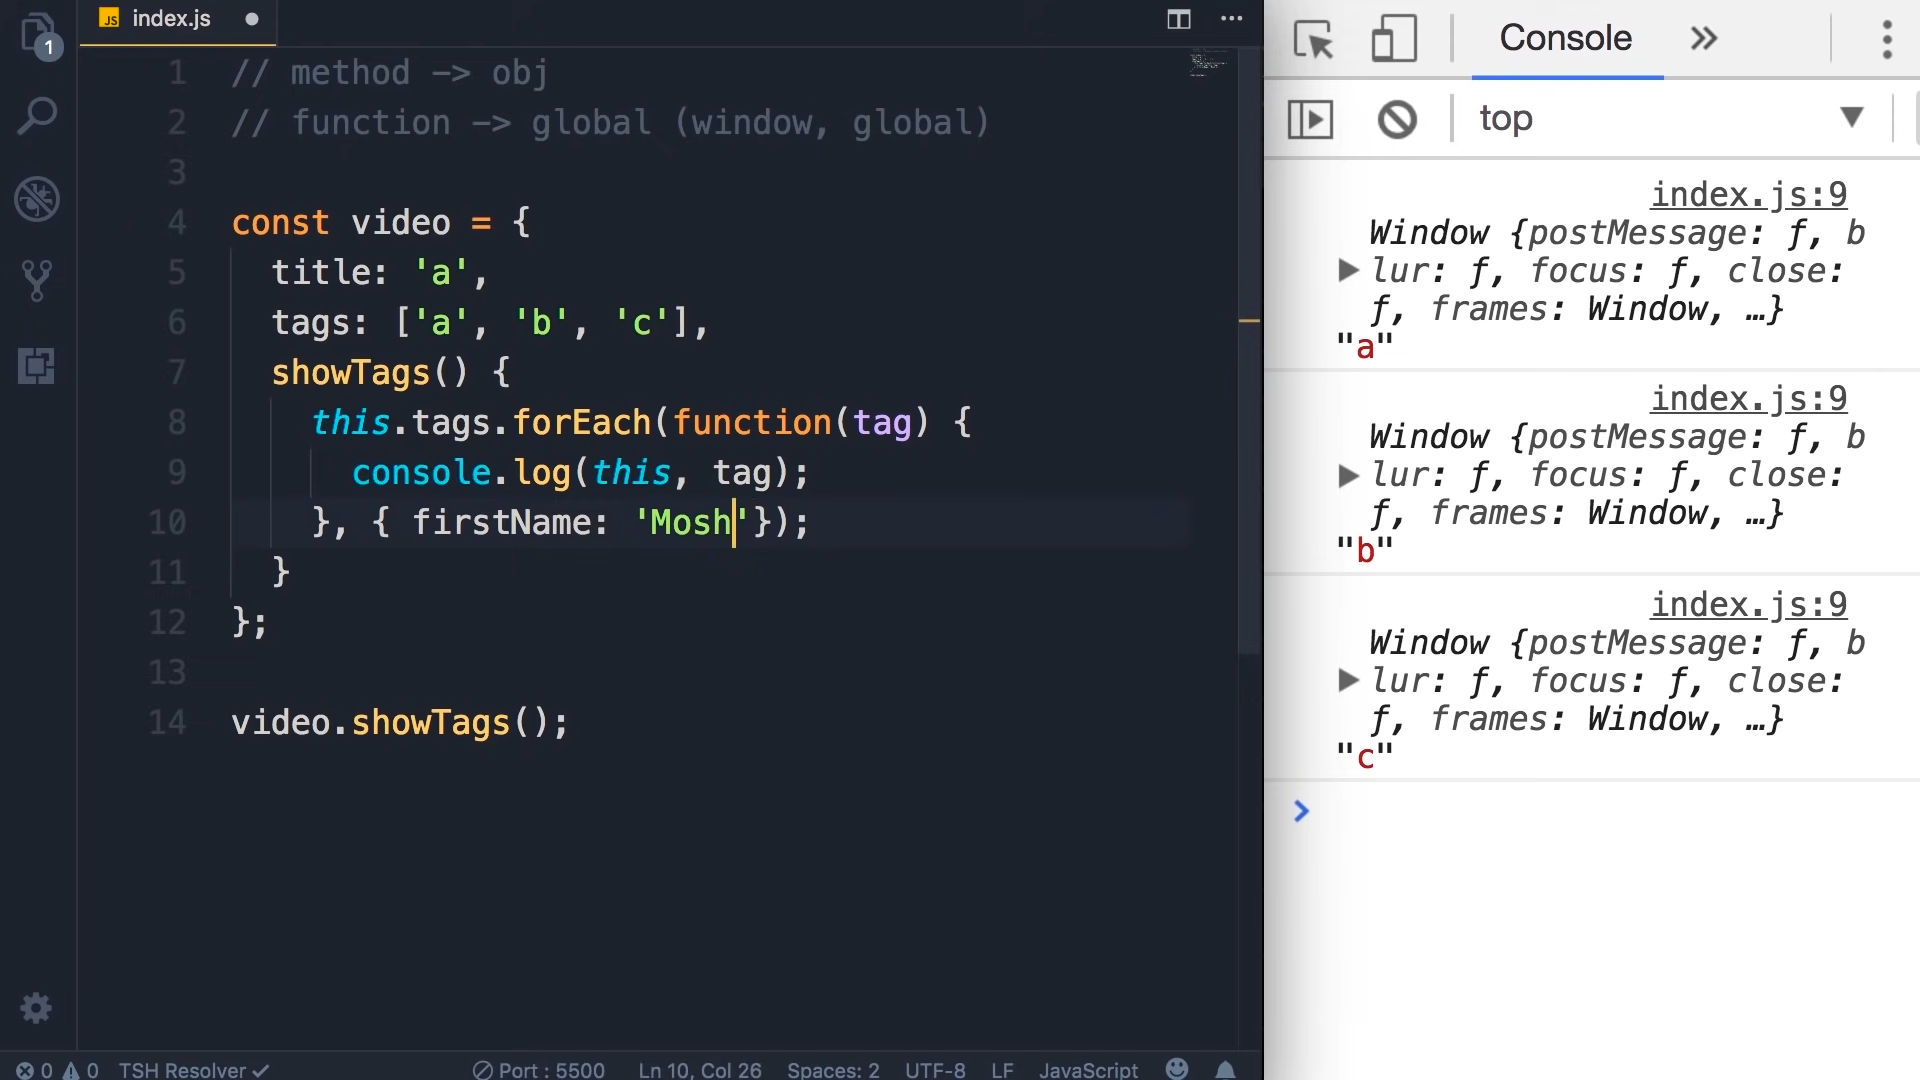 1
JS index.js
1 // method -> obj
2 // function -> global (window, global)
3
4 const video = {
5 title: 'a',
6 tags: ['a', 'b', 'c'],
7 showTags() {
8 this.tags.forEach(function(tag) {
9 console.log(this, tag);
10 }, { firstName: 'Mosh'});
11 }
12 };
13
14 video.showTags();
0 0 TSH Resolver Port : 5500 Ln 10, Col 26 Spaces: 2 UTF-8 LF JavaScript
Console
top
index.js:9
Window {postMessage: ƒ, b
lur: ƒ, focus: ƒ, close:
ƒ, frames: Window, …}
"a"
index.js:9
Window {postMessage: ƒ, b
lur: ƒ, focus: ƒ, close:
ƒ, frames: Window, …}
"b"
index.js:9
Window {postMessage: ƒ, b
lur: ƒ, focus: ƒ, close:
ƒ, frames: Window, …}
"c"